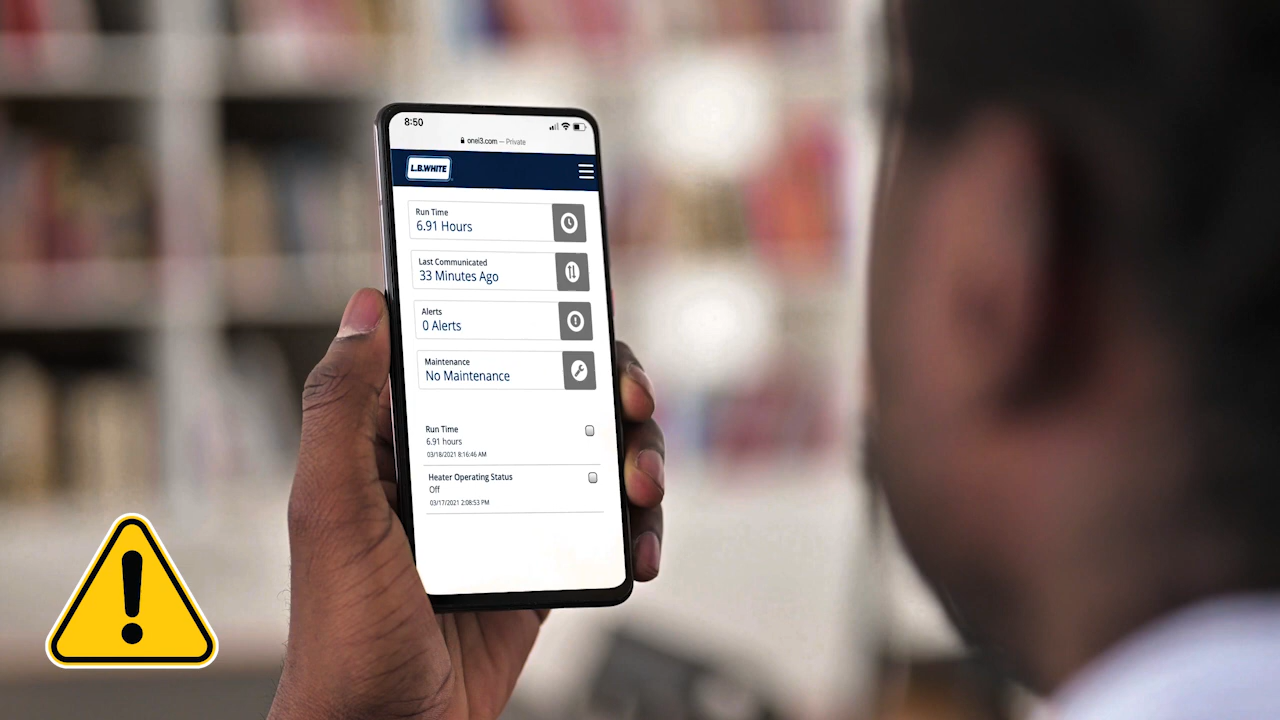 8:50
onei3.com — Private
L.B.WHITE
Run Time
6.91 Hours
Last Communicated
33 Minutes Ago
Alerts
0 Alerts
Maintenance
No Maintenance
Run Time
6.91 hours
03/18/2021 8:16:46 AM
Heater Operating Status
Off
03/17/2021 2:08:53 PM